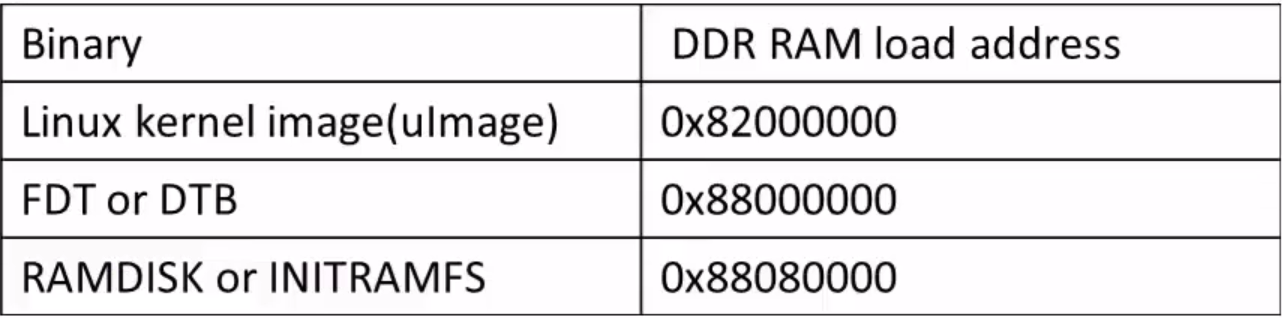 Binary DDR RAM load address
Linux kernel image(uImage) 0x82000000
FDT or DTB 0x88000000
RAMDISK or INITRAMFS 0x88080000